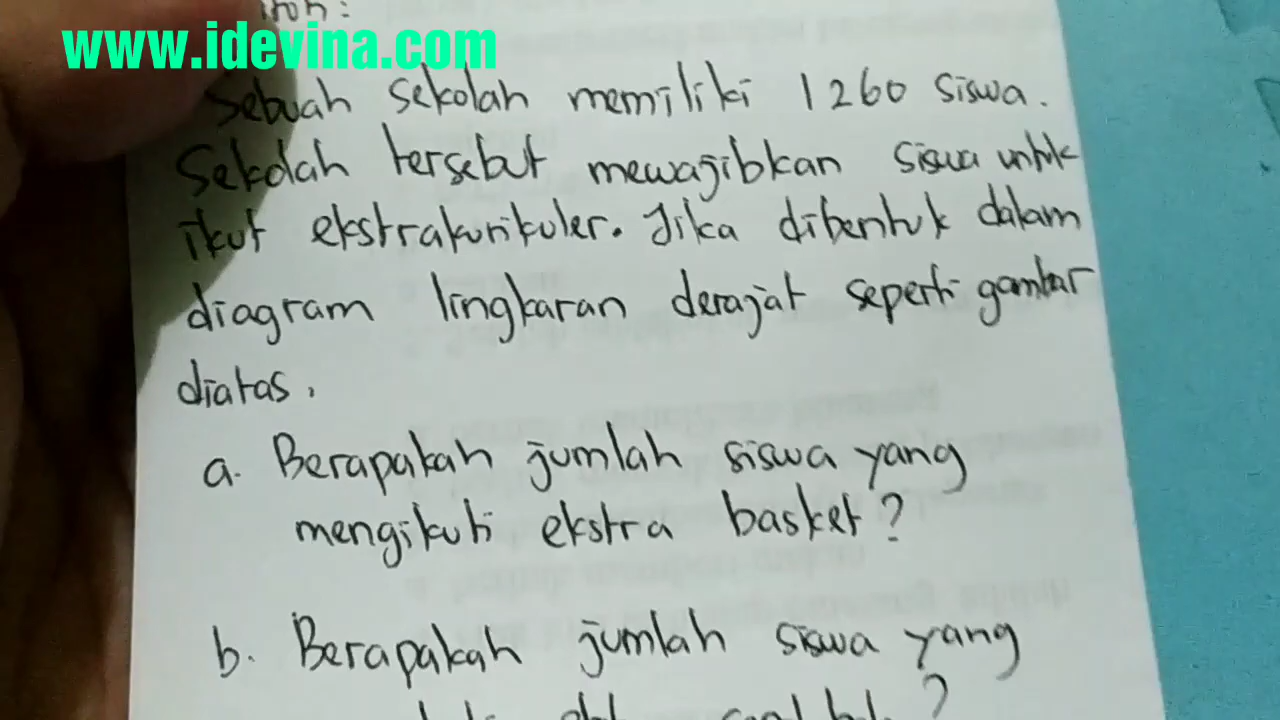 www.idevina.com
Sebuah sekolah memiliki 1260 siswa.
Sekolah tersebut mewajibkan siswa untuk
ikut ekstrakurikuler. Jika dibentuk dalam
diagram lingkaran derajat seperti gambar
diatas.
a. Berapakah jumlah siswa yang
mengikuti ekstra basket?
b. Berapakah jumlah siswa yang
?